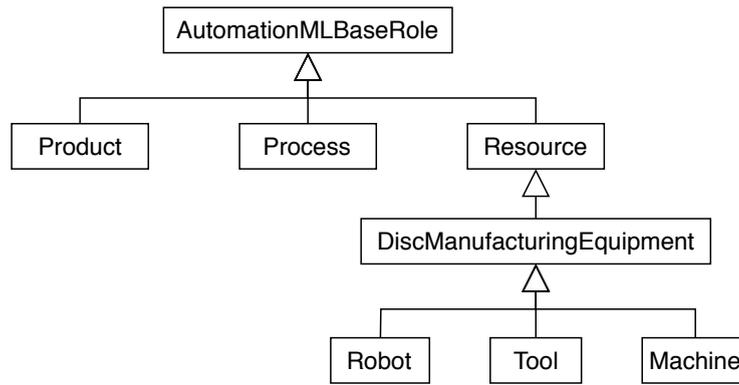 AutomationMLBaseRole
Product
Process
Resource
DiscManufacturingEquipment
Robot
Tool
Machine